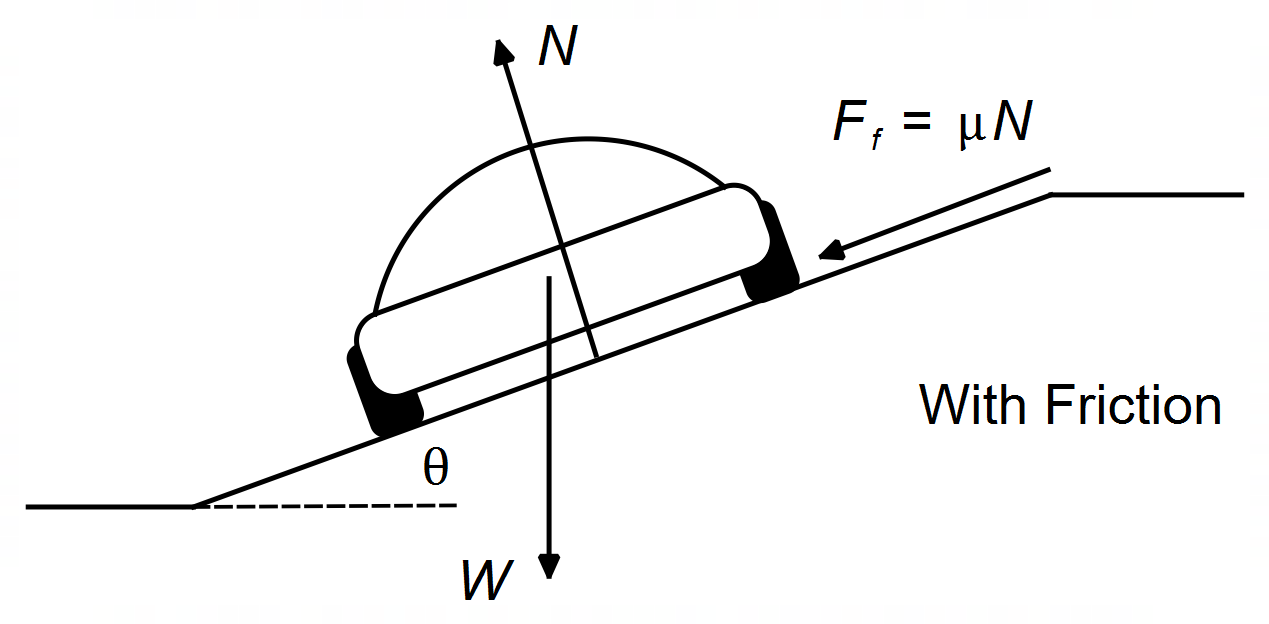 N
F_f = μN
With Friction
θ
W